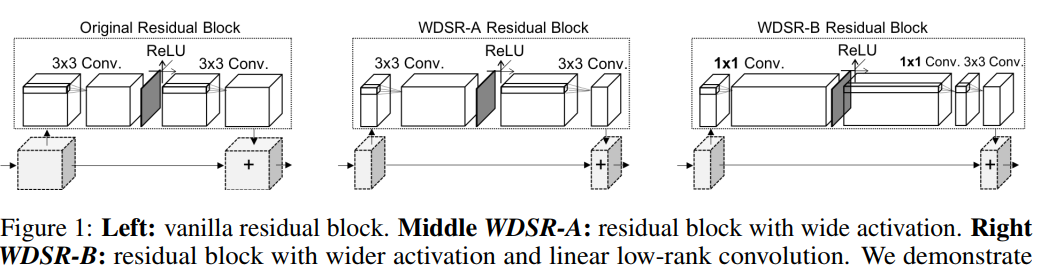 Original Residual Block WDSR-A Residual Block WDSR-B Residual Block
ReLU ReLU ReLU
3x3 Conv. 3x3 Conv. 3x3 Conv. 3x3 Conv. 1x1 Conv. 1x1 Conv. 3x3 Conv.
+ + +
Figure 1: Left: vanilla residual block. Middle WDSR-A: residual block with wide activation. Right
WDSR-B: residual block with wider activation and linear low-rank convolution. We demonstrate